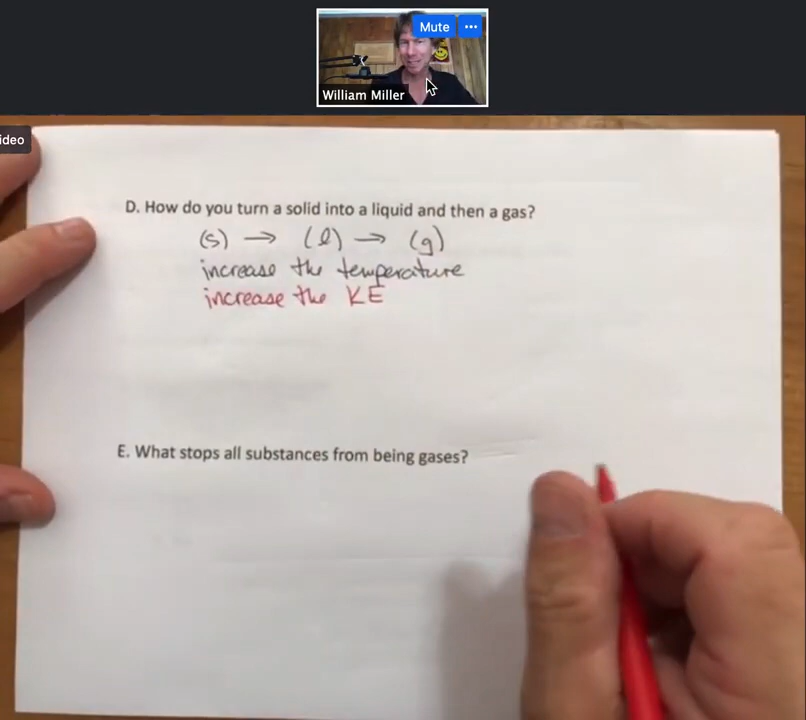 Mute
William Miller
ideo
D. How do you turn a solid into a liquid and then a gas?
(s) → (l) → (g)
increase the temperature
increase the KE
E. What stops all substances from being gases?